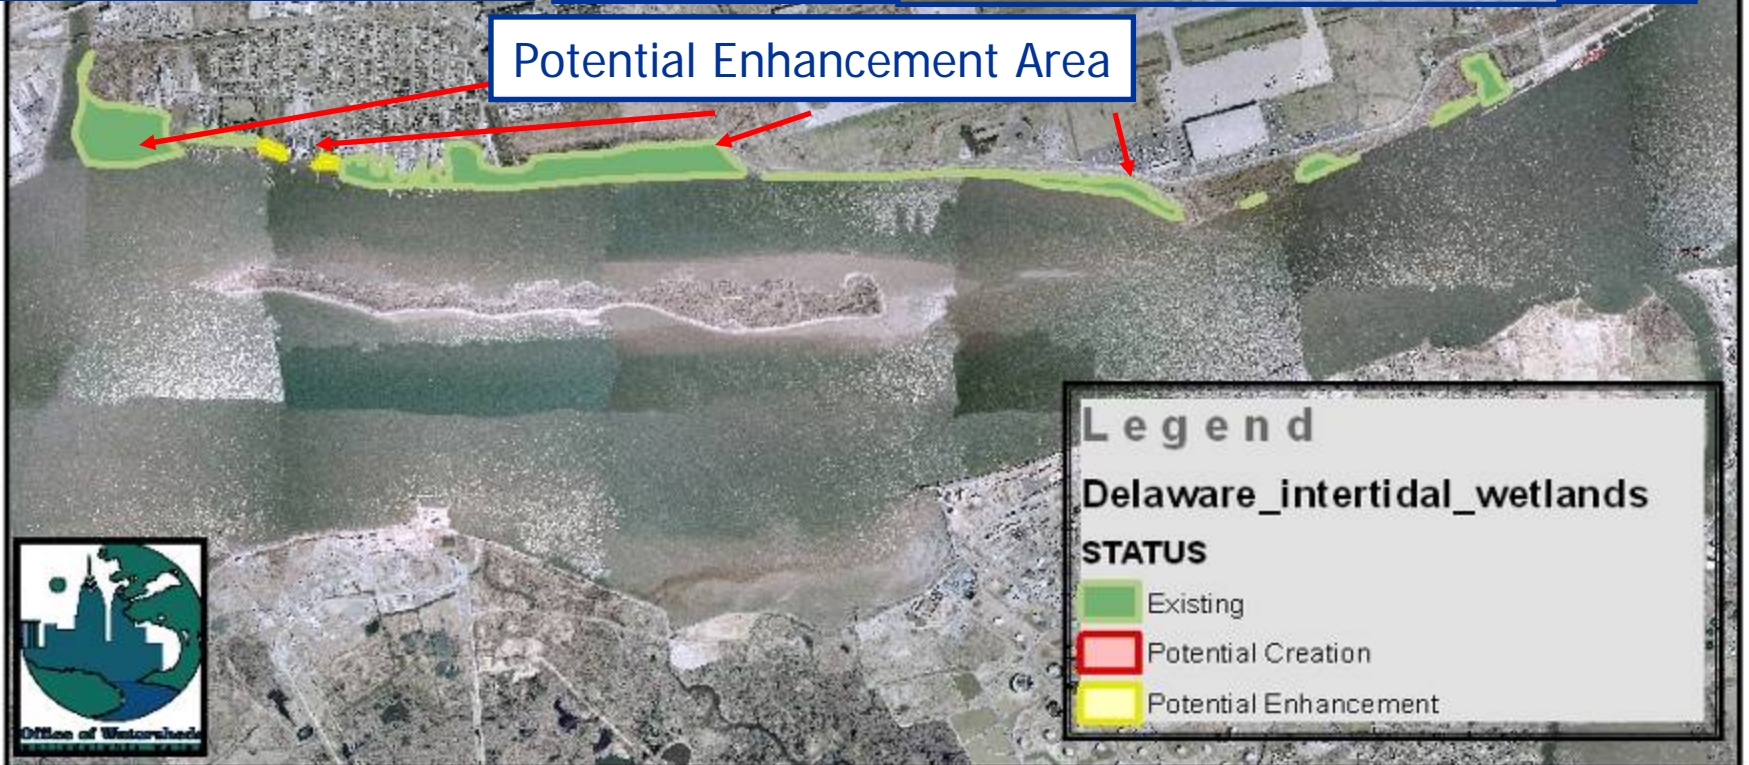 Potential Enhancement Area
Legend
Delaware_intertidal_wetlands
STATUS
Existing
Potential Creation
Potential Enhancement
Office of Watersheds